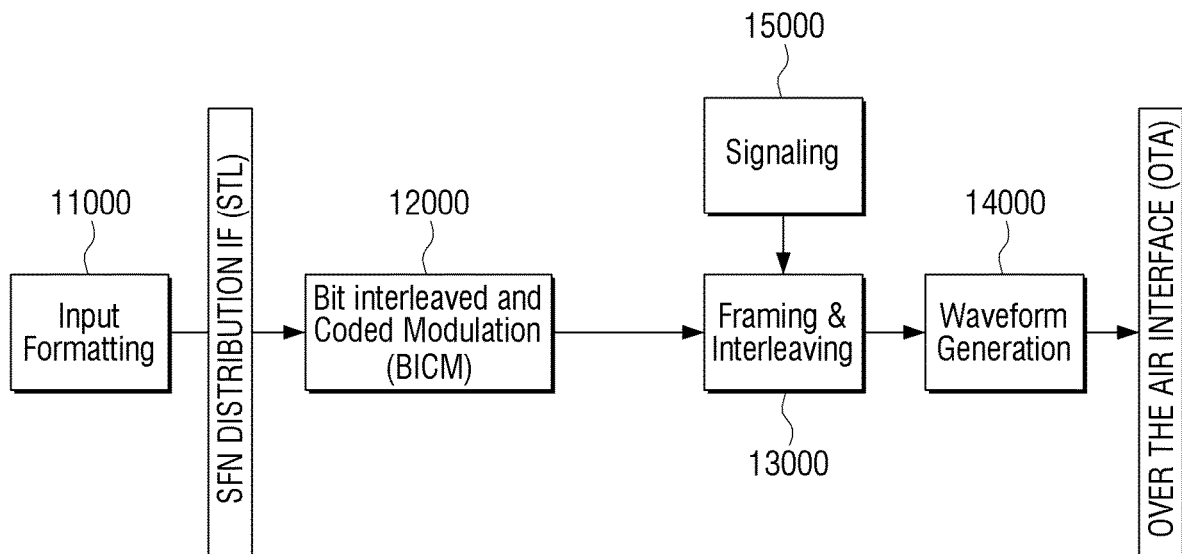 15000
Signaling
11000
12000
14000
SFN DISTRIBUTION IF (STL)
OVER THE AIR INTERFACE (OTA)
Input
Formatting
Bit interleaved and
Coded Modulation
(BICM)
Framing &
Interleaving
Waveform
Generation
13000